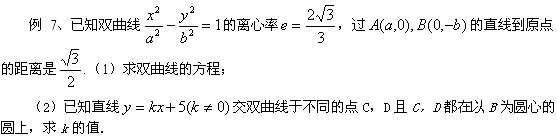 例 7、已知双曲线 $\frac{x^2}{a^2}-\frac{y^2}{b^2}=1$的离心率 $e=\frac{2\sqrt{3}}{3}$，过 $A(a,0),B(0,-b)$ 的直线到原点
的距离是 $\frac{\sqrt{3}}{2}$.（1）求双曲线的方程；
（2）已知直线 $y=kx+5(k\neq 0)$ 交双曲线于不同的点 C，D 且 C，D 都在以 B 为圆心的
圆上，求 k 的值．